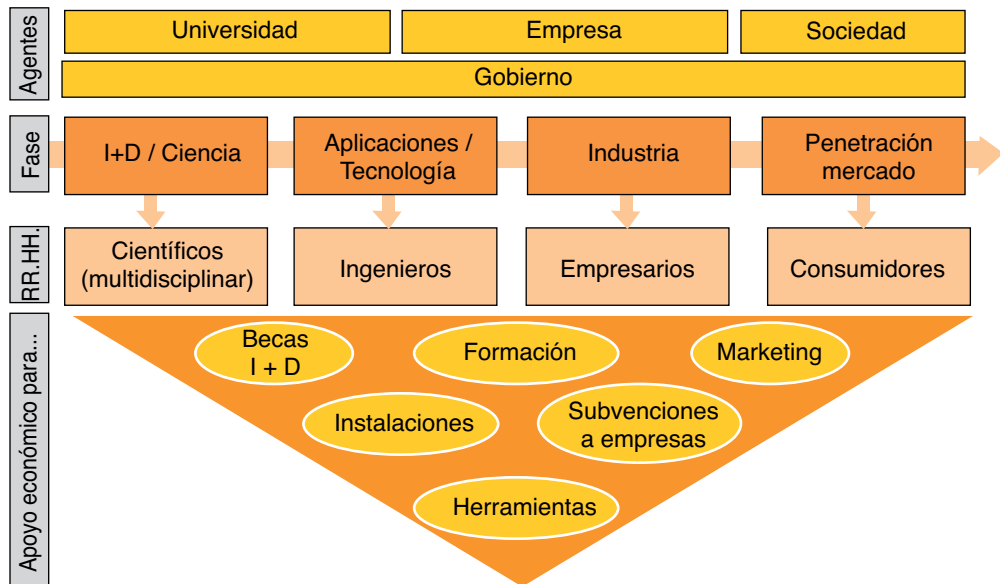 Agentes
Universidad
Empresa
Sociedad
Gobierno
Fase
I+D / Ciencia
Aplicaciones /
Tecnología
Industria
Penetración
mercado
RR.HH.
Científicos
(multidisciplinar)
Ingenieros
Empresarios
Consumidores
Apoyo económico para...
Becas
I + D
Formación
Marketing
Instalaciones
Subvenciones
a empresas
Herramientas